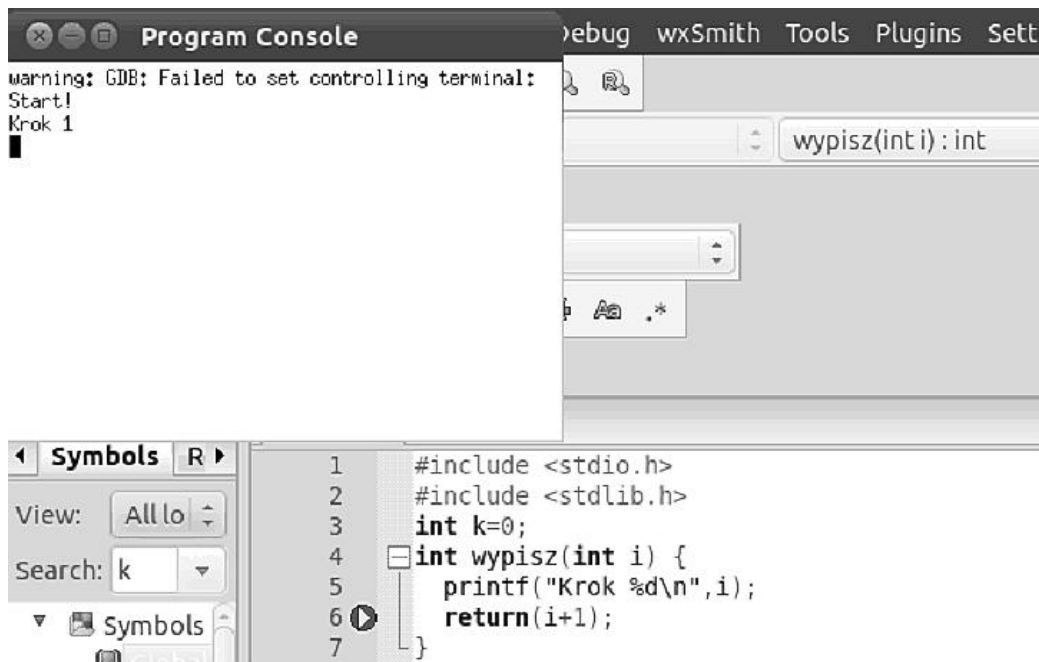 Program Console
warning: GDB: Failed to set controlling terminal:
Start!
Krok 1
Debug wxSmith Tools Plugins Sett
wypisz(int i) : int
Aa .*
Symbols R
View: All lo
Search: k
Symbols
1 #include <stdio.h>
2 #include <stdlib.h>
3 int k=0;
4 int wypisz(int i) {
5 printf("Krok %d\n",i);
6 return(i+1);
7 }